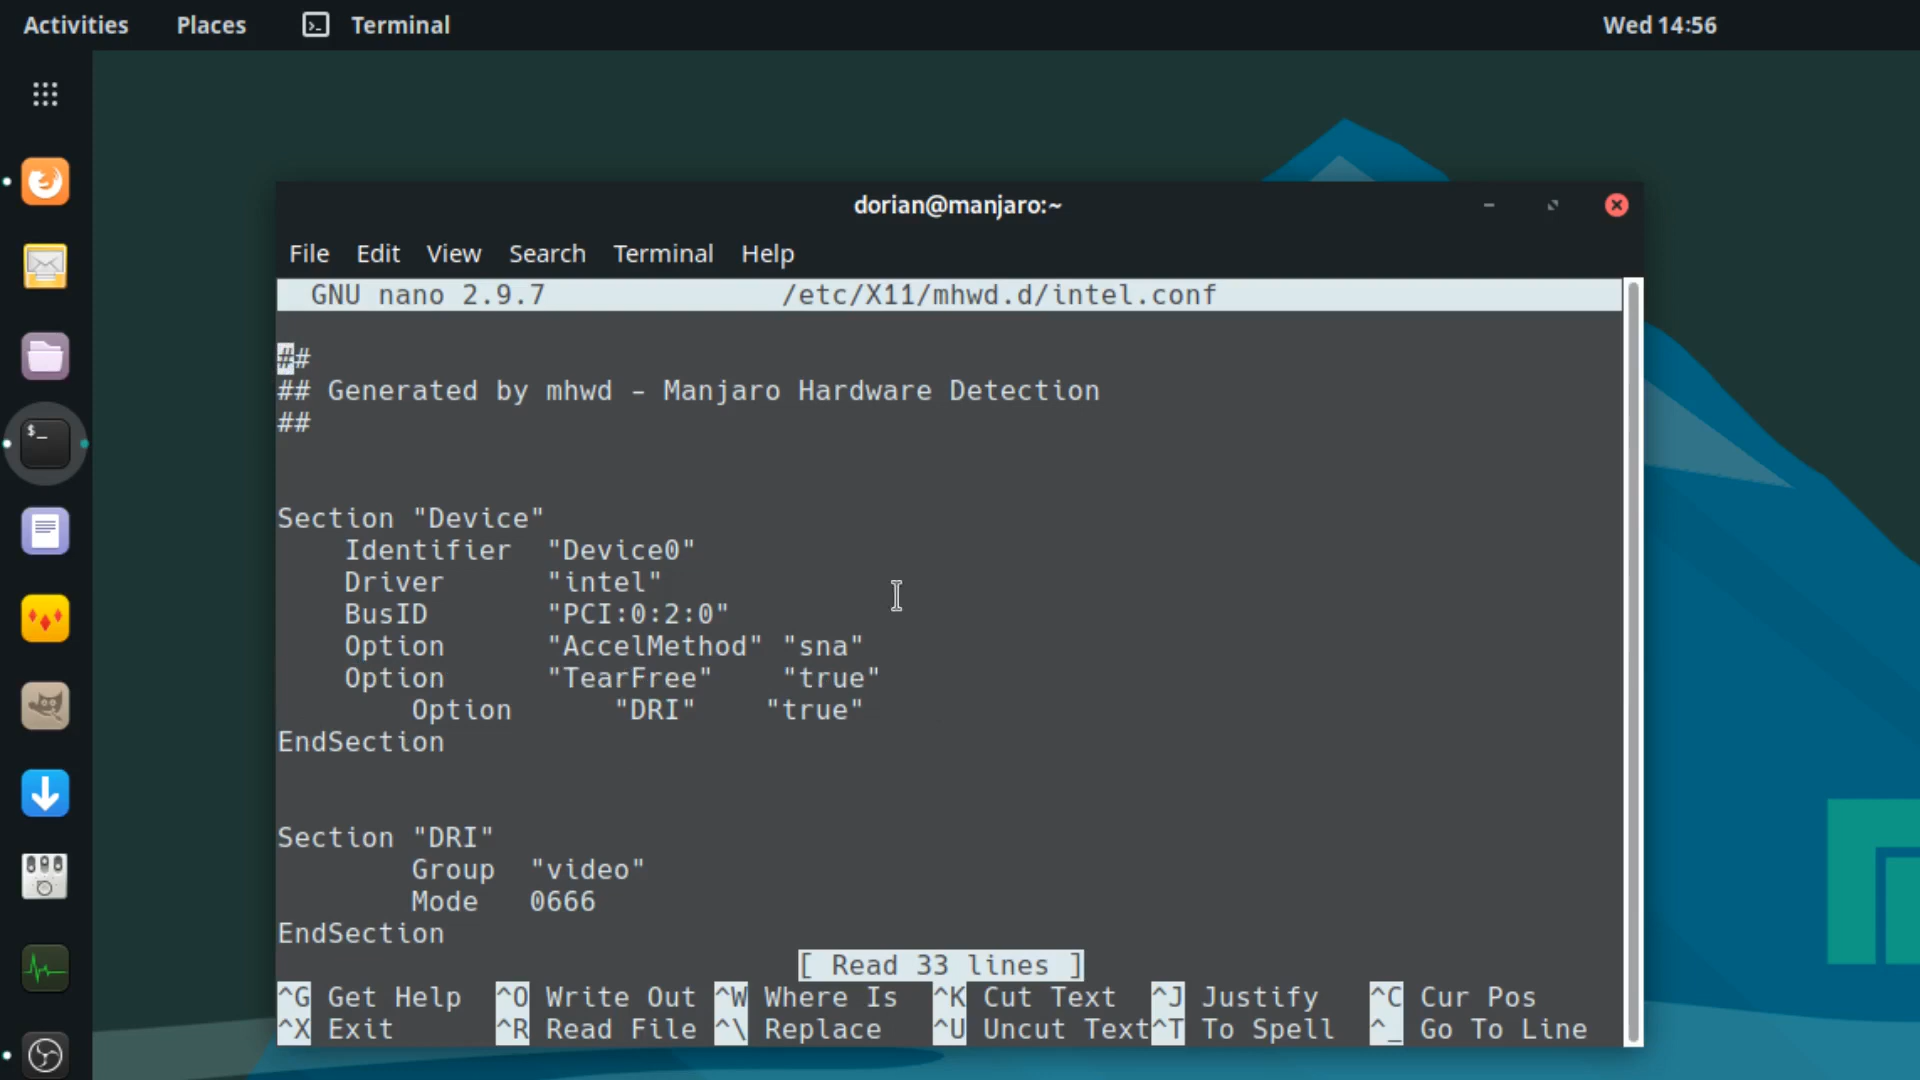 Activities Places Terminal Wed 14:56
dorian@manjaro:~
File Edit View Search Terminal Help
GNU nano 2.9.7 /etc/X11/mhwd.d/intel.conf
##
## Generated by mhwd - Manjaro Hardware Detection
##
Section "Device"
Identifier "Device0"
Driver "intel"
BusID "PCI:0:2:0"
Option "AccelMethod" "sna"
Option "TearFree" "true"
Option "DRI" "true"
EndSection
Section "DRI"
Group "video"
Mode 0666
EndSection
[ Read 33 lines ]
^G Get Help ^O Write Out ^W Where Is ^K Cut Text ^J Justify ^C Cur Pos
^X Exit ^R Read File ^\ Replace ^U Uncut Text ^T To Spell ^_ Go To Line
$_